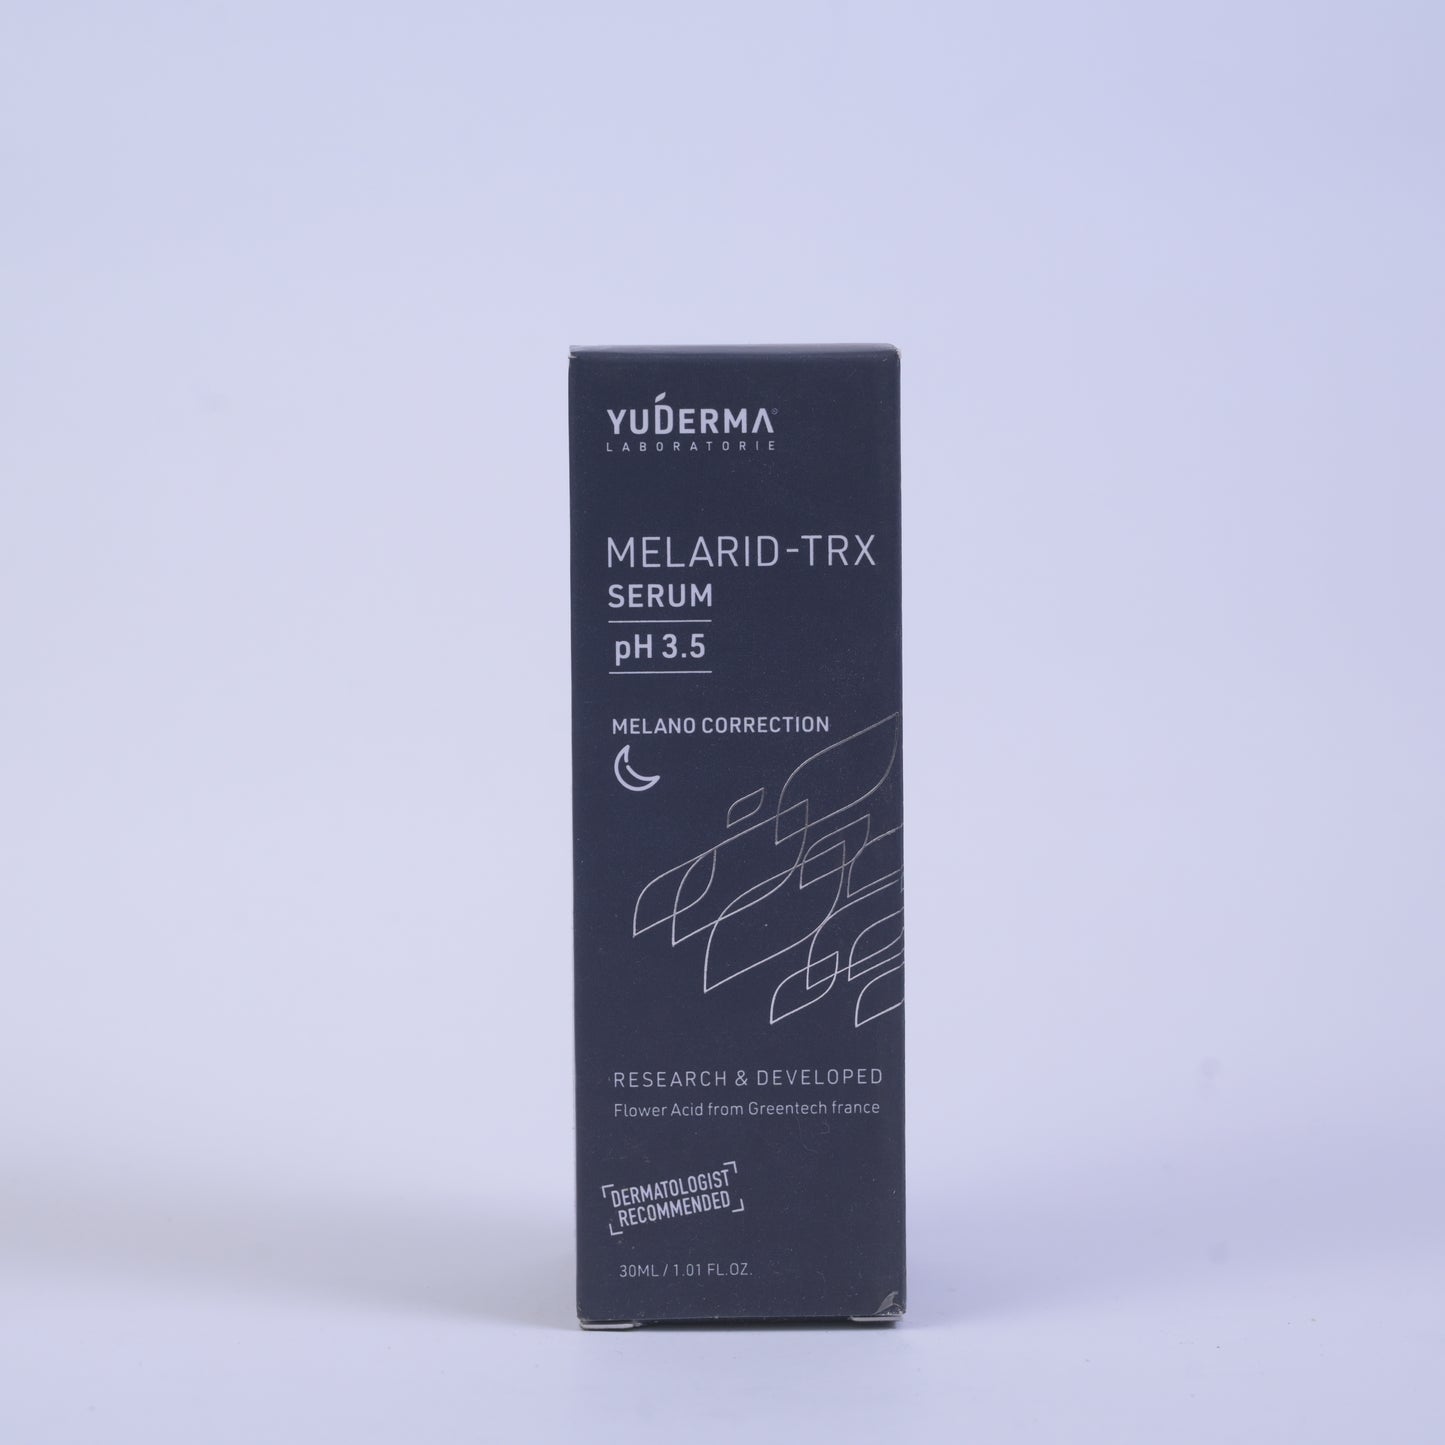 YUDERMA®
LABORATORIE
MELARID-TRX
SERUM
pH 3.5
MELANO CORRECTION
RESEARCH & DEVELOPED
Flower Acid from Greentech france
DERMATOLOGIST
RECOMMENDED
30ML / 1.01 FL.OZ.